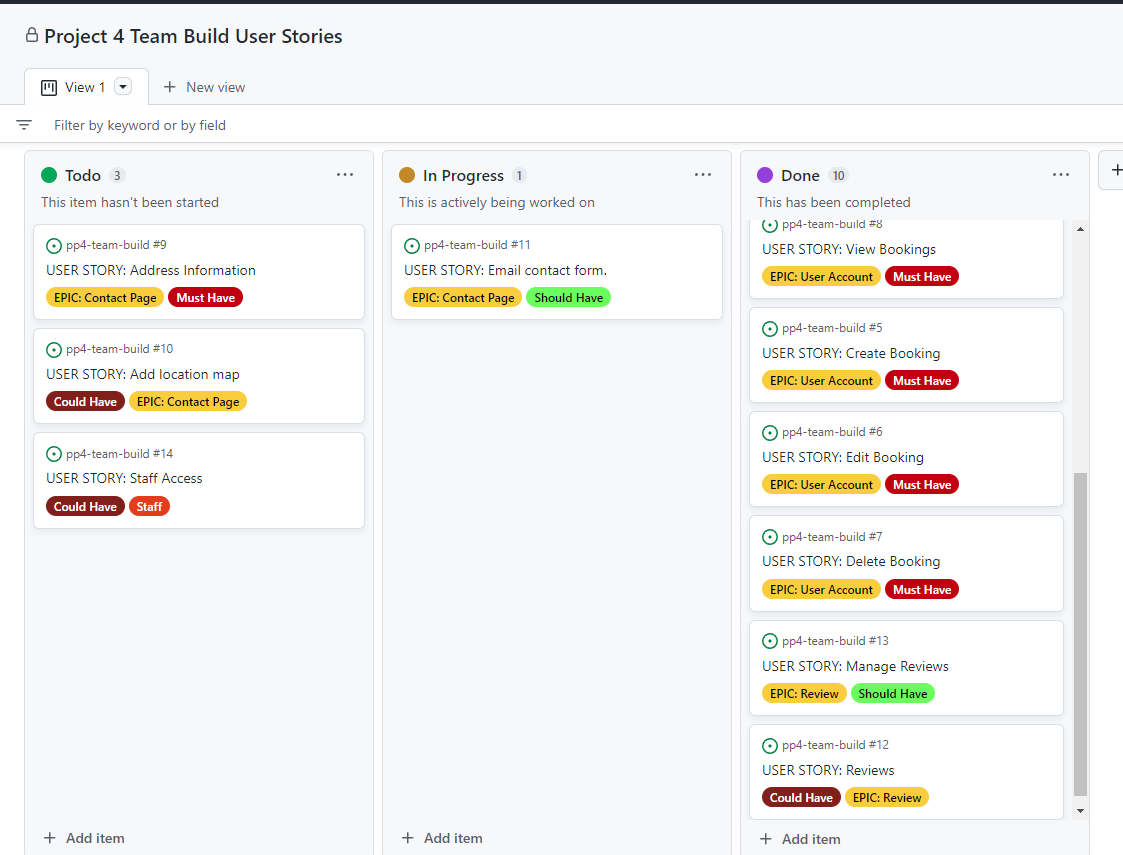 Project 4 Team Build User Stories
View 1
New view
Filter by keyword or by field
Todo 3
This item hasn't been started
pp4-team-build #9
USER STORY: Address Information
EPIC: Contact Page Must Have
pp4-team-build #10
USER STORY: Add location map
Could Have EPIC: Contact Page
pp4-team-build #14
USER STORY: Staff Access
Could Have Staff
Add item
In Progress 1
This is actively being worked on
pp4-team-build #11
USER STORY: Email contact form.
EPIC: Contact Page Should Have
Add item
Done 10
This has been completed
pp4-team-build #8
USER STORY: View Bookings
EPIC: User Account Must Have
pp4-team-build #5
USER STORY: Create Booking
EPIC: User Account Must Have
pp4-team-build #6
USER STORY: Edit Booking
EPIC: User Account Must Have
pp4-team-build #7
USER STORY: Delete Booking
EPIC: User Account Must Have
pp4-team-build #13
USER STORY: Manage Reviews
EPIC: Review Should Have
pp4-team-build #12
USER STORY: Reviews
Could Have EPIC: Review
Add item